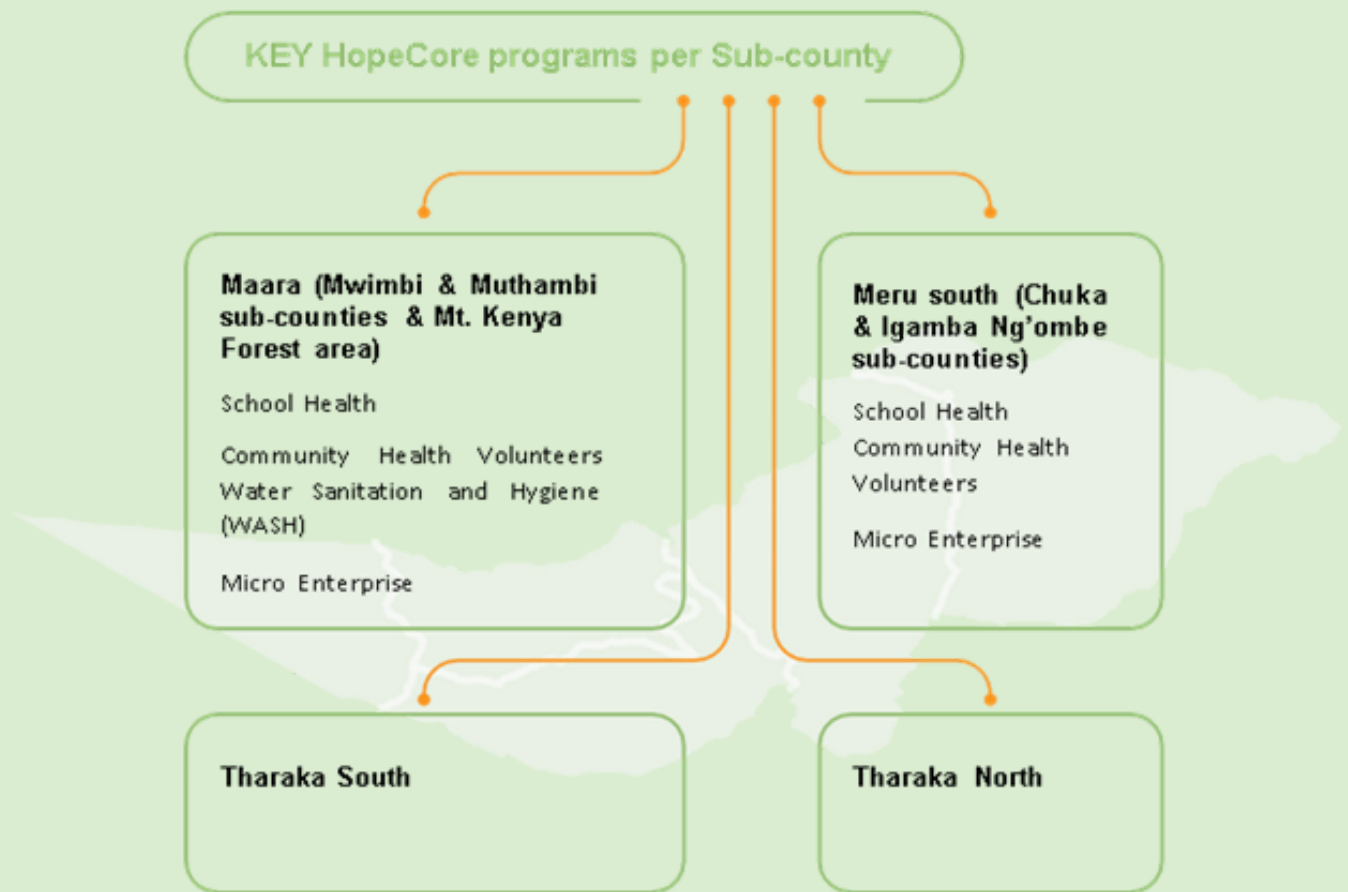 KEY HopeCore programs per Sub-county
Maara (Mwimbi & Muthambi
sub-counties & Mt. Kenya
Forest area)
School Health
Community Health Volunteers
Water Sanitation and Hygiene
(WASH)
Micro Enterprise
Meru south (Chuka
& Igamba Ng’ombe
sub-counties)
School Health
Community Health
Volunteers
Micro Enterprise
Tharaka South
Tharaka North